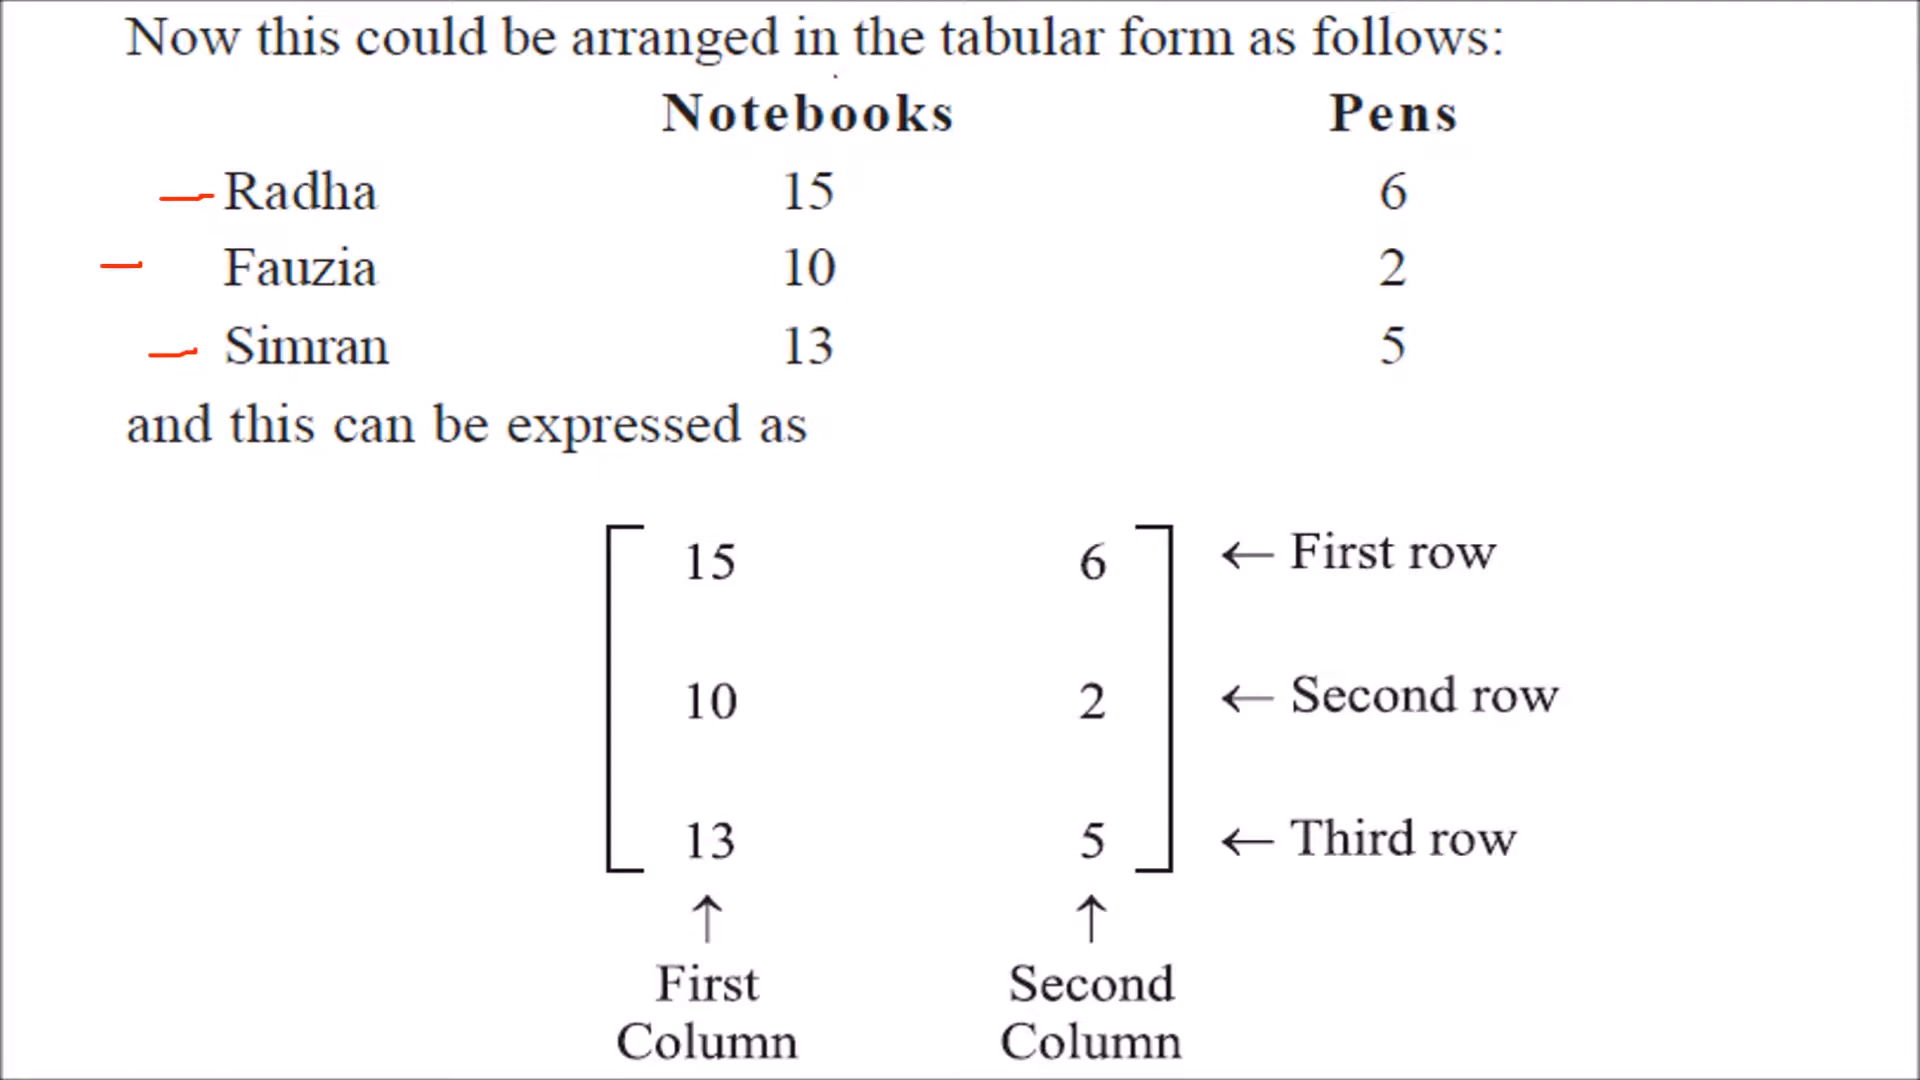 Now this could be arranged in the tabular form as follows:
Notebooks Pens
Radha 15 6
Fauzia 10 2
Simran 13 5
and this can be expressed as
15 6 ← First row
10 2 ← Second row
13 5 ← Third row
↑ ↑
First Second
Column Column